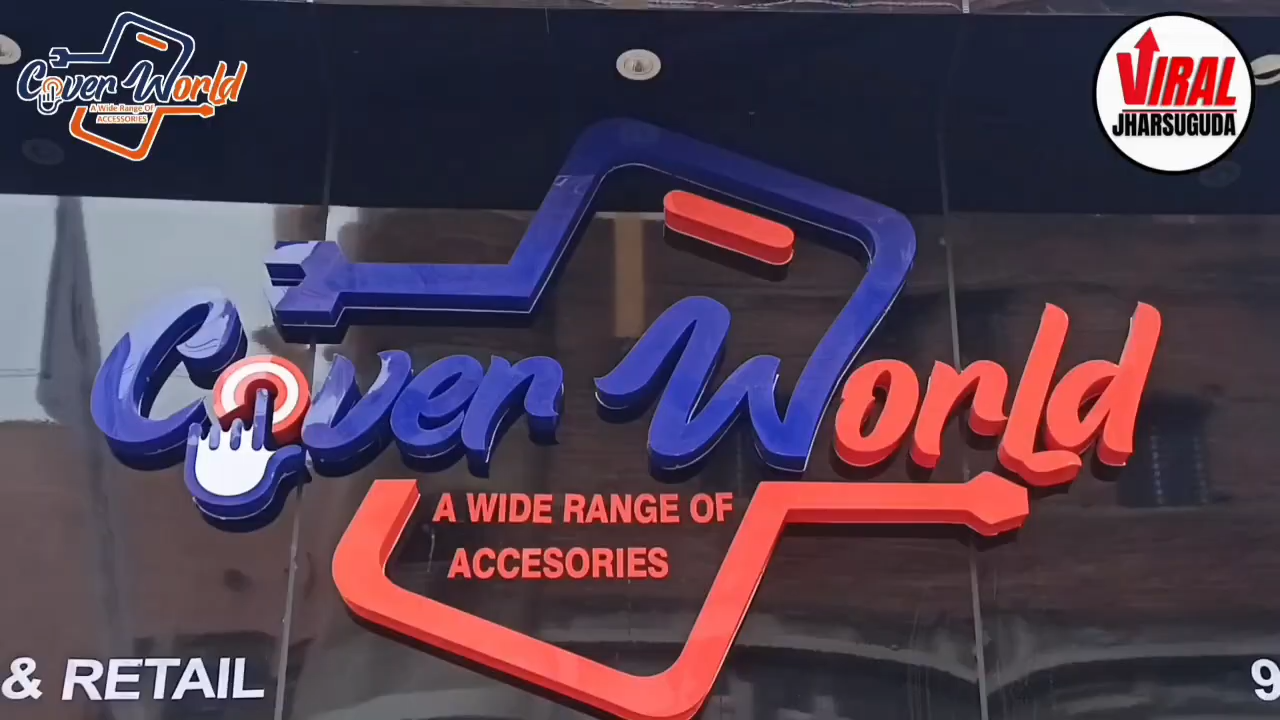 Cover World
A Wide Range Of
ACCESSORIES
VIRAL
JHARSUGUDA
Cover World
A WIDE RANGE OF
ACCESORIES
& RETAIL
9